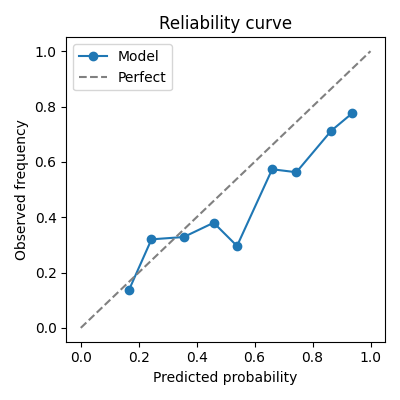 Reliability curve
Model
Perfect
Observed frequency
1.0
0.8
0.6
0.4
0.2
0.0
0.0 0.2 0.4 0.6 0.8 1.0
Predicted probability